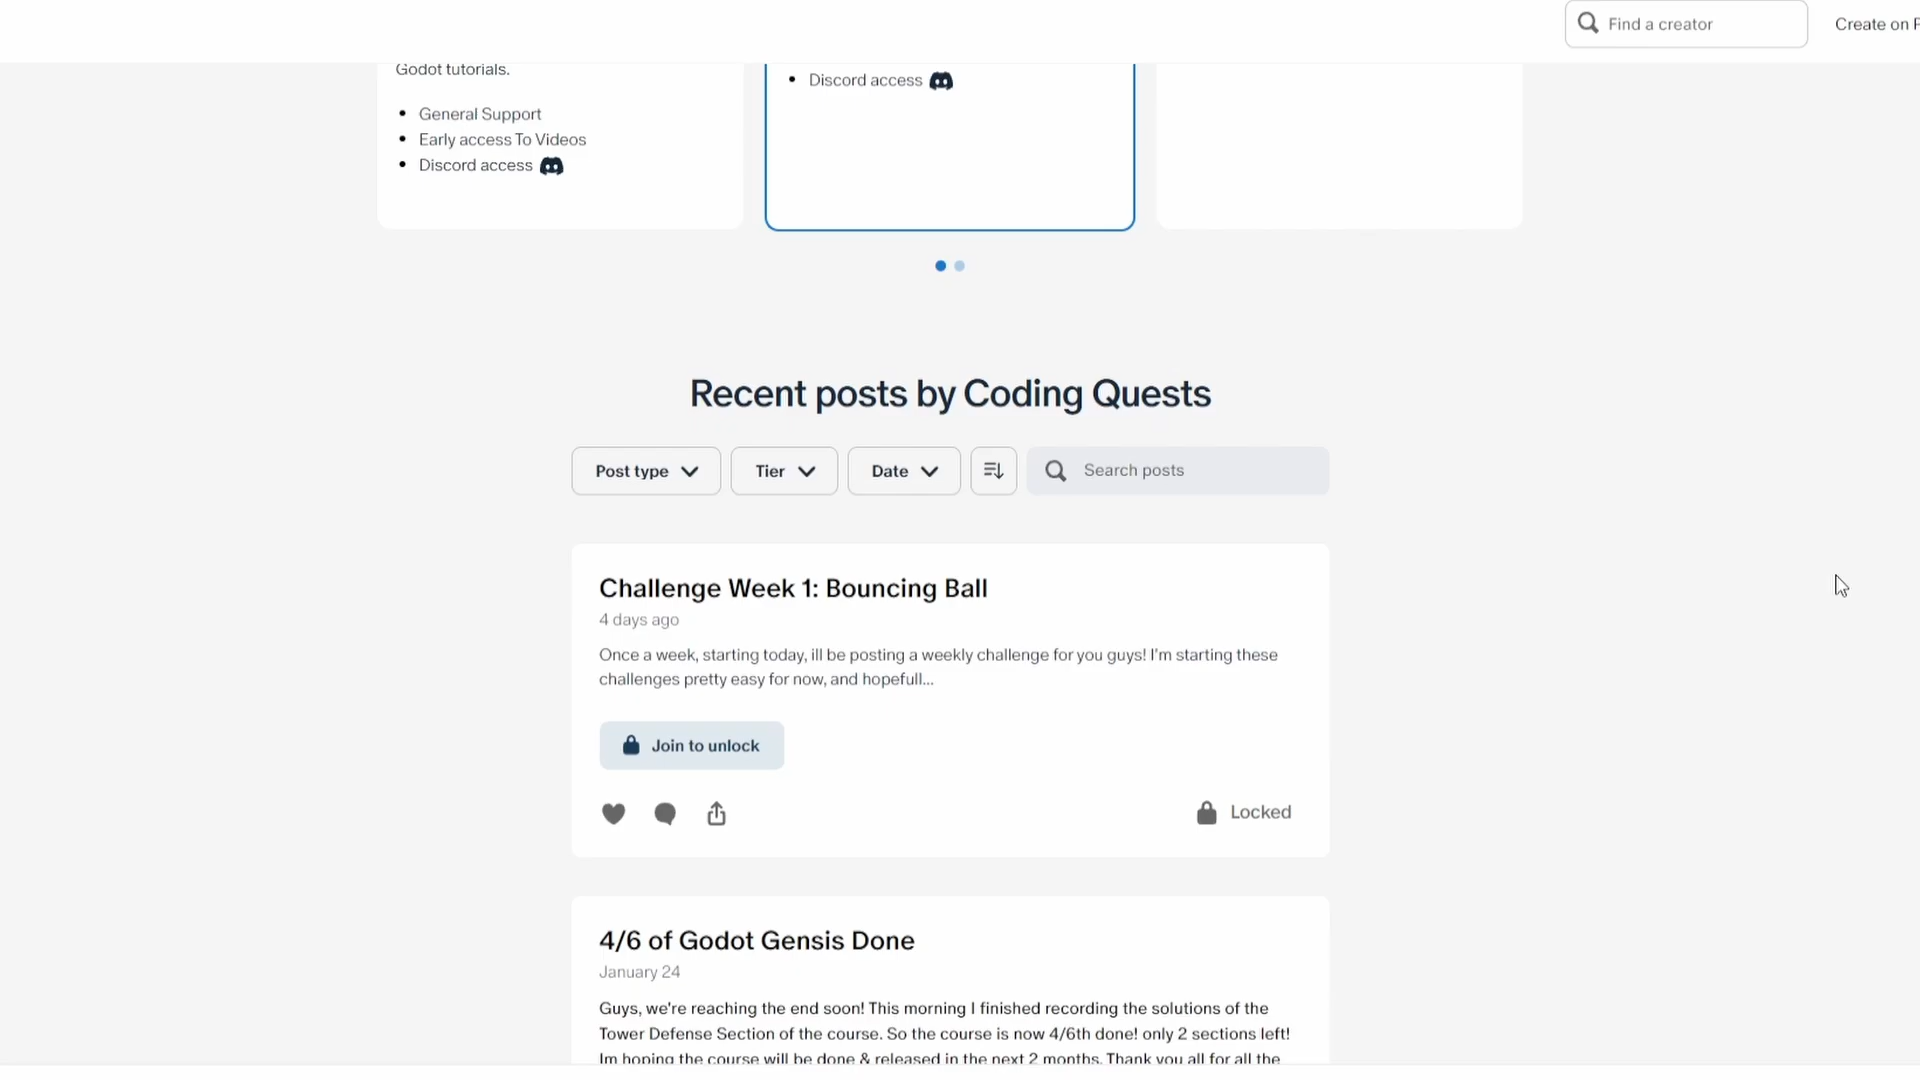 Find a creator
Create on P
Godot tutorials.
General Support
Early access To Videos
Discord access
Discord access
Recent posts by Coding Quests
Post type
Tier
Date
Search posts
Challenge Week 1: Bouncing Ball
4 days ago
Once a week, starting today, ill be posting a weekly challenge for you guys! I'm starting these
challenges pretty easy for now, and hopefull...
Join to unlock
Locked
4/6 of Godot Gensis Done
January 24
Guys, we're reaching the end soon! This morning I finished recording the solutions of the
Tower Defense Section of the course. So the course is now 4/6th done! only 2 sections left!
Im hoping the course will be done & released in the next 2 months. Thank you all for all the